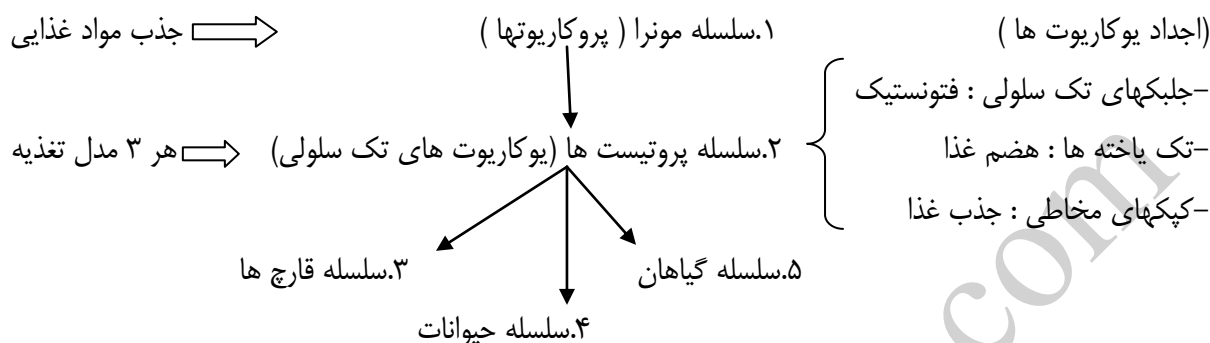 (اجداد یوکاریوت ها ) ۱.سلسله مونرا ( پروکاریوتها ) جذب مواد غذایی
-جلبکهای تک سلولی : فتونستیک
-تک یاخته ها : هضم غذا
-کپکهای مخاطی : جذب غذا
۲.سلسله پروتیست ها (یوکاریوت های تک سلولی) هر ۳ مدل تغذیه
۵.سلسله گیاهان ۳.سلسله قارچ ها
۴.سلسله حیوانات
com